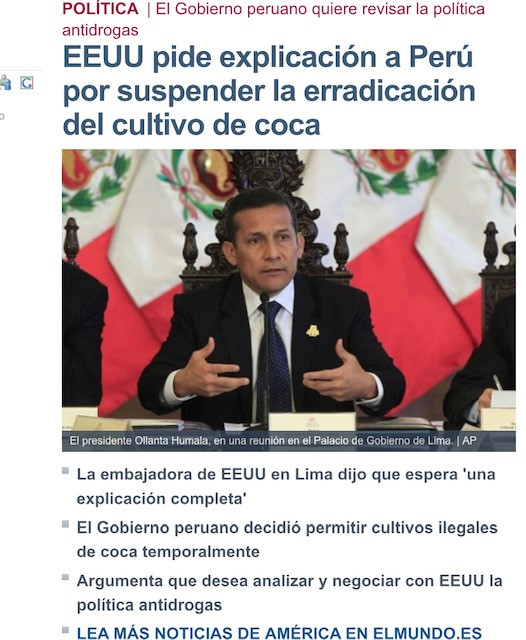 POLÍTICA | El Gobierno peruano quiere revisar la política
antidrogas
EEUU pide explicación a Perú
por suspender la erradicación
del cultivo de coca
El presidente Ollanta Humala, en una reunión en el Palacio de Gobierno de Lima. | AP
La embajadora de EEUU en Lima dijo que espera 'una
explicación completa'
El Gobierno peruano decidió permitir cultivos ilegales
de coca temporalmente
Argumenta que desea analizar y negociar con EEUU la
política antidrogas
LEA MÁS NOTICIAS DE AMÉRICA EN ELMUNDO.ES